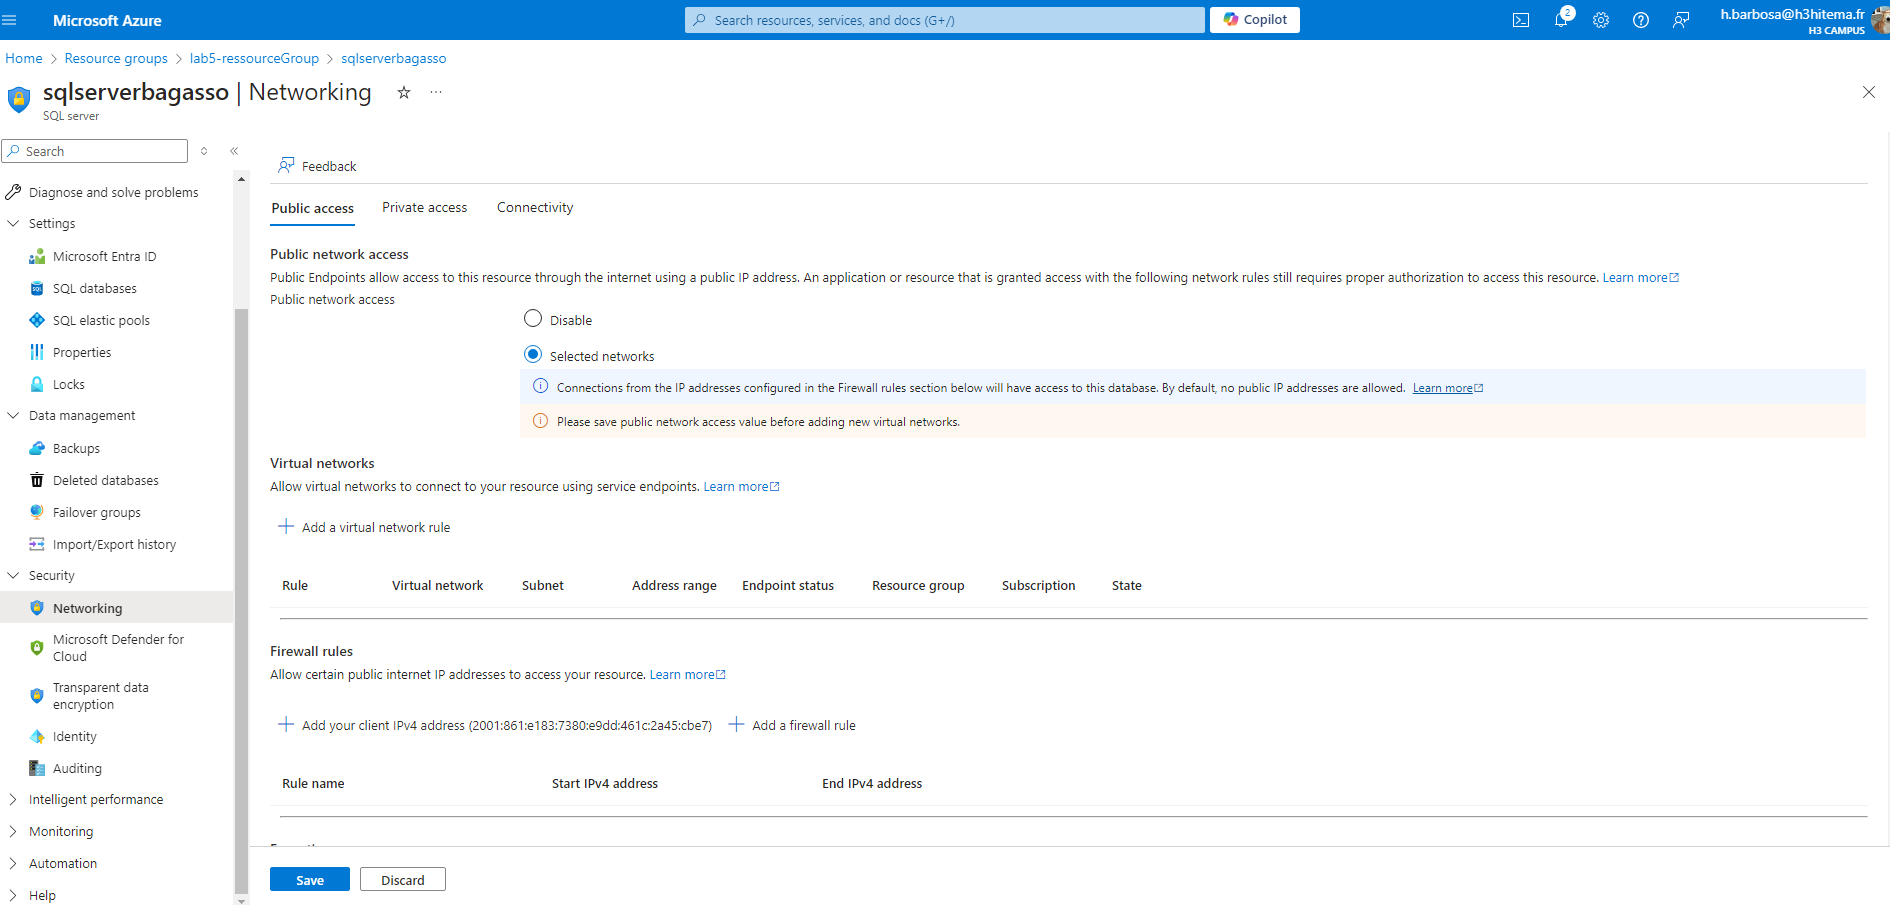 Microsoft Azure
Search resources, services, and docs (G+/)
Copilot
2
h.barbosa@h3hitema.fr
H3 CAMPUS
Home > Resource groups > lab5-ressourceGroup > sqlserverbagasso
sqlserverbagasso | Networking
SQL server
Search
Diagnose and solve problems
Settings
Microsoft Entra ID
SQL databases
SQL elastic pools
Properties
Locks
Data management
Backups
Deleted databases
Failover groups
Import/Export history
Security
Networking
Microsoft Defender for
Cloud
Transparent data
encryption
Identity
Auditing
Intelligent performance
Monitoring
Automation
Help
Feedback
Public access Private access Connectivity
Public network access
Public Endpoints allow access to this resource through the internet using a public IP address. An application or resource that is granted access with the following network rules still requires proper authorization to access this resource. Learn more
Public network access
Disable
Selected networks
Connections from the IP addresses configured in the Firewall rules section below will have access to this database. By default, no public IP addresses are allowed. Learn more
Please save public network access value before adding new virtual networks.
Virtual networks
Allow virtual networks to connect to your resource using service endpoints. Learn more
Add a virtual network rule
Rule Virtual network Subnet Address range Endpoint status Resource group Subscription State
Firewall rules
Allow certain public internet IP addresses to access your resource. Learn more
Add your client IPv4 address (2001:861:e183:7380:e9dd:461c:2a45:cbe7) Add a firewall rule
Rule name Start IPv4 address End IPv4 address
Save Discard